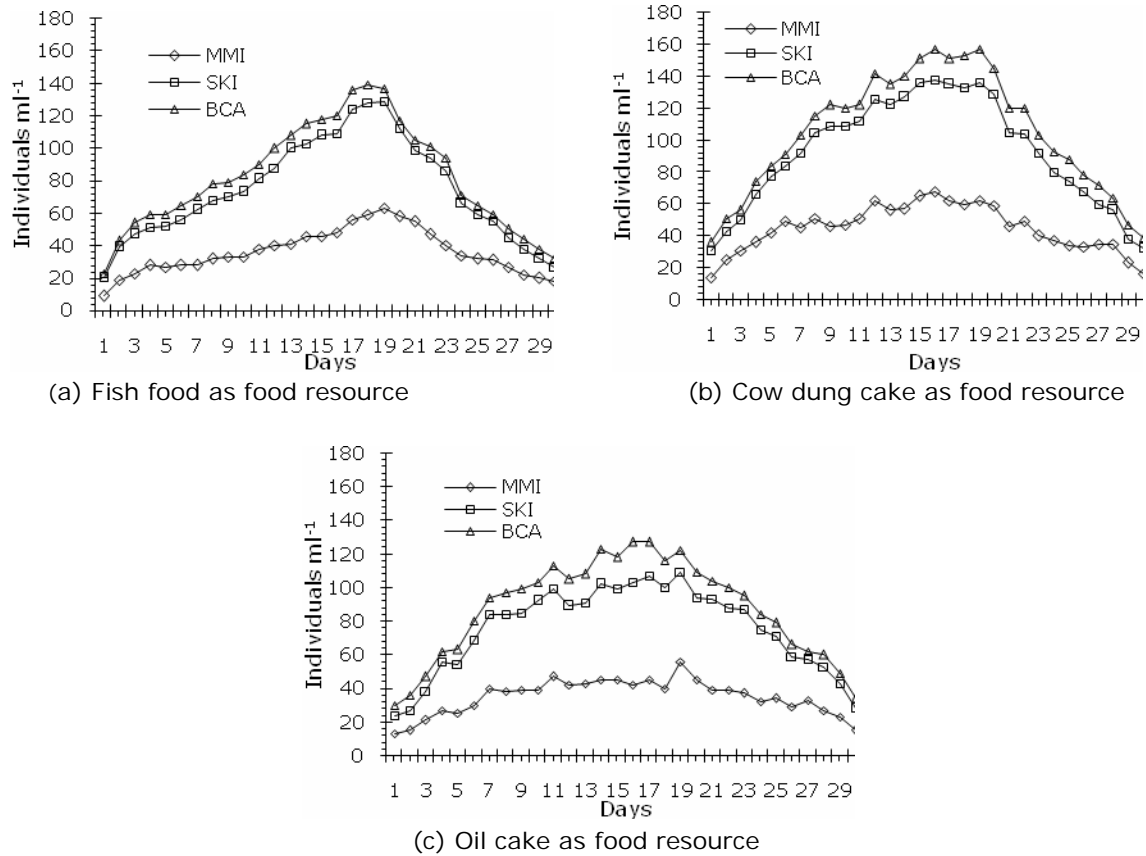 180
160
140
120
100
80
60
40
20
0
Individuals ml-1
MMI
SKI
BCA
1 3 5 7 9 11 13 15 17 19 21 23 25 27 29
Days
(a) Fish food as food resource
180
160
140
120
100
80
60
40
20
0
Individuals ml-1
MMI
SKI
BCA
1 3 5 7 9 11 13 15 17 19 21 23 25 27 29
Days
(b) Cow dung cake as food resource
180
160
140
120
100
80
60
40
20
0
Individuals ml-1
MMI
SKI
BCA
1 3 5 7 9 11 13 15 17 19 21 23 25 27 29
Days
(c) Oil cake as food resource